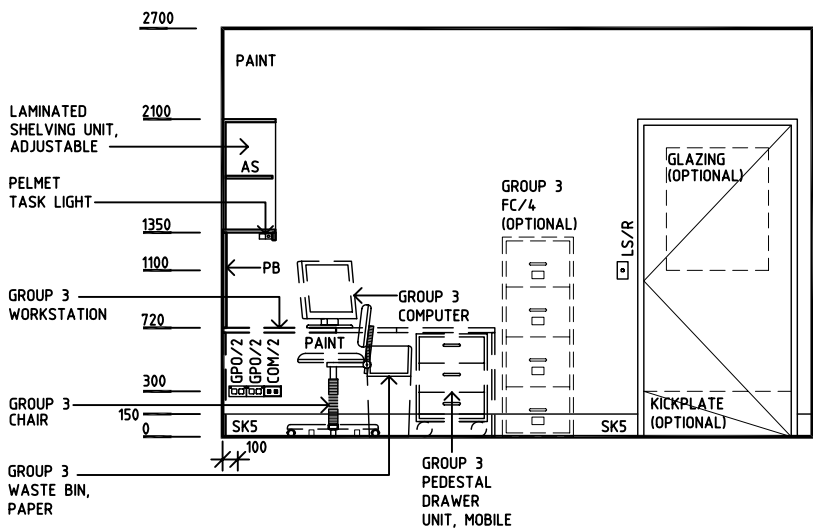 2700
PAINT
2100
LAMINATED
SHELVING UNIT,
ADJUSTABLE
AS
GLAZING
(OPTIONAL)
PELMET
TASK LIGHT
GROUP 3
FC/4
(OPTIONAL)
1350
LS/R
1100
PB
GROUP 3
WORKSTATION
GROUP 3
COMPUTER
720
PAINT
GPO/2
GPO/2
COM/2
300
GROUP 3
CHAIR
150
KICKPLATE
(OPTIONAL)
0
SK5
SK5
100
GROUP 3
WASTE BIN,
PAPER
GROUP 3
PEDESTAL
DRAWER
UNIT, MOBILE